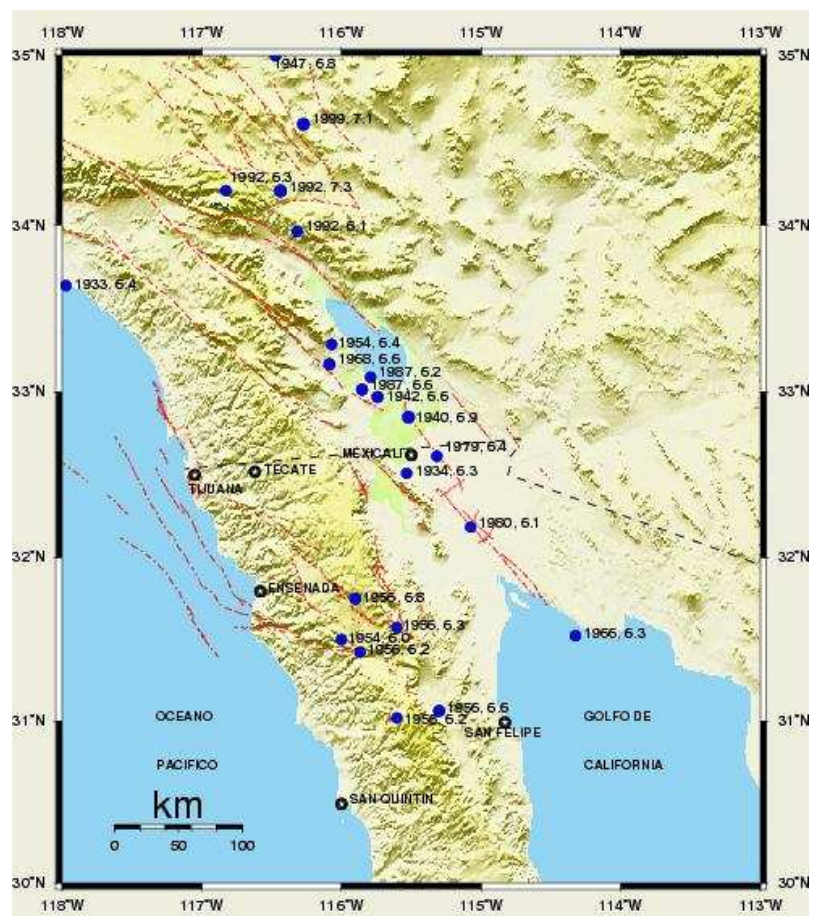 118°W 117°W 116°W 115°W 114°W 113°W
35°N 35°N
1947, 6.8
1999, 7.1
1992, 6.3
1992, 7.3
34°N 34°N
1992, 6.1
1933, 6.4
1954, 6.4
1968, 6.6
1987, 6.2
33°N 33°N
1987, 6.6
1942, 6.6
1940, 6.9
1979, 6.4
MEXICALI
TECATE 1934, 6.3
TIJUANA
1980, 6.1
32°N 32°N
ENSENADA
1956, 6.8
1956, 6.3
1954, 6.0 1966, 6.3
1956, 6.2
1956, 6.6
OCEANO 1956, 6.2 GOLFO DE
31°N 31°N
SAN FELIPE
PACIFICO CALIFORNIA
SAN QUINTIN
km
0 50 100
30°N 30°N
118°W 117°W 116°W 115°W 114°W 113°W